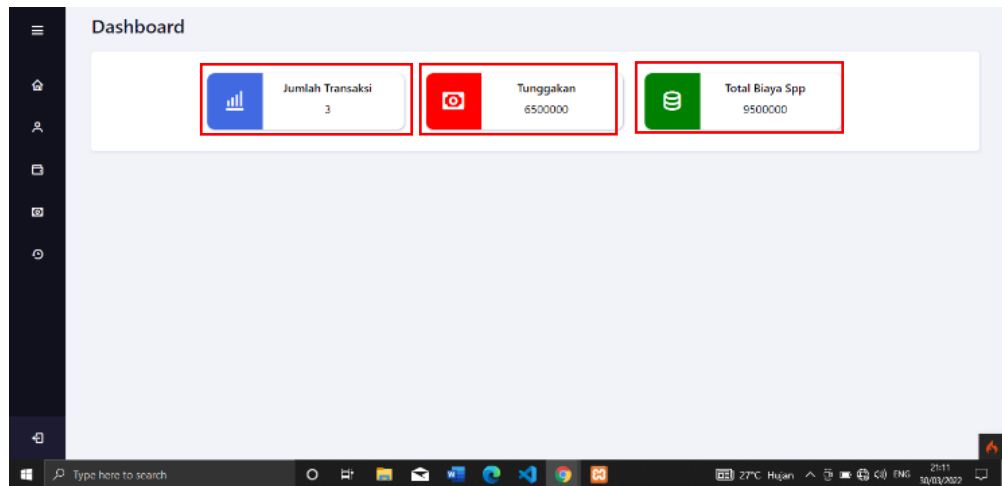 Dashboard
Jumlah Transaksi
3
Tunggakan
6500000
Total Biaya Spp
9500000
Type here to search
27°C Hujan
ENG
21:11
30/03/2022